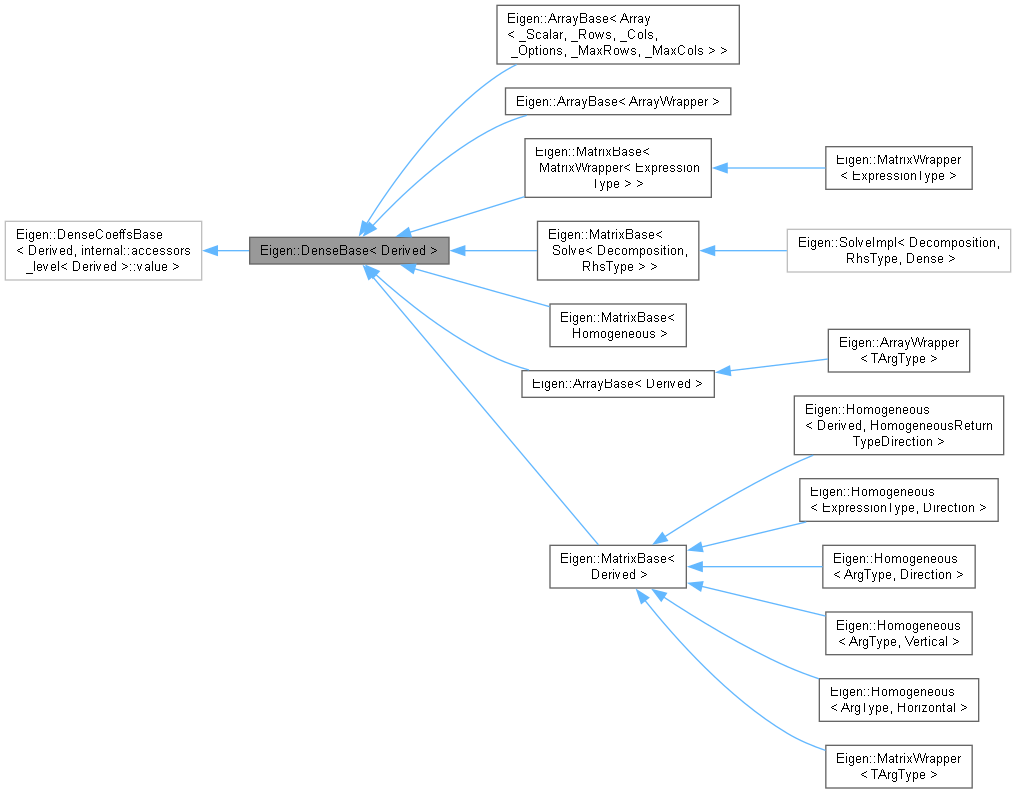 Eigen::ArrayBase< Array
< _Scalar, _Rows, _Cols,
_Options, _MaxRows, _MaxCols > >
Eigen::ArrayBase< ArrayWrapper >
Eigen::MatrixBase<
MatrixWrapper< Expression
Type > >
Eigen::MatrixWrapper
< ExpressionType >
Eigen::DenseCoeffsBase
< Derived, internal::accessors
_level< Derived >::value >
Eigen::DenseBase< Derived >
Eigen::MatrixBase<
Solve< Decomposition,
RhsType > >
Eigen::SolveImpl< Decomposition,
RhsType, Dense >
Eigen::MatrixBase<
Homogeneous >
Eigen::ArrayWrapper
< TArgType >
Eigen::ArrayBase< Derived >
Eigen::Homogeneous
< Derived, HomogeneousReturn
TypeDirection >
Eigen::Homogeneous
< ExpressionType, Direction >
Eigen::MatrixBase<
Derived >
Eigen::Homogeneous
< ArgType, Direction >
Eigen::Homogeneous
< ArgType, Vertical >
Eigen::Homogeneous
< ArgType, Horizontal >
Eigen::MatrixWrapper
< TArgType >